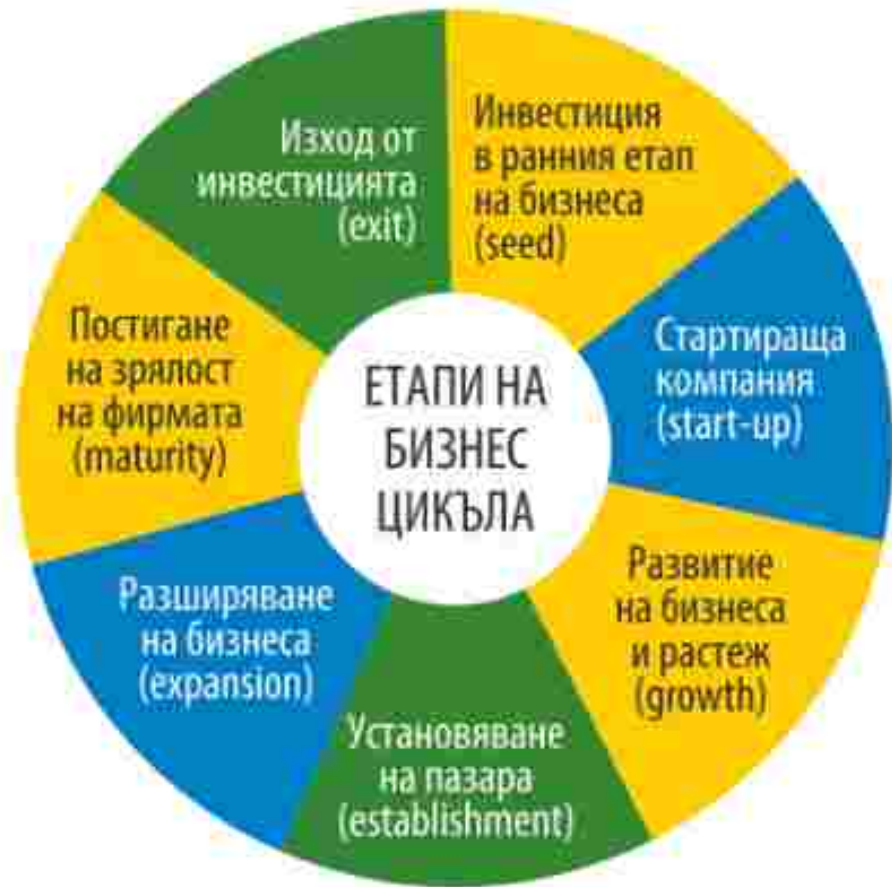 ЕТАПИ НА
БИЗНЕС
ЦИКЪЛА
Инвестиция
в ранния етап
на бизнеса
(seed)
Стартираща
компания
(start-up)
Развитие
на бизнеса
и растеж
(growth)
Установяване
на пазара
(establishment)
Разширяване
на бизнеса
(expansion)
Постигане
на зрялост
на фирмата
(maturity)
Изход от
инвестицията
(exit)